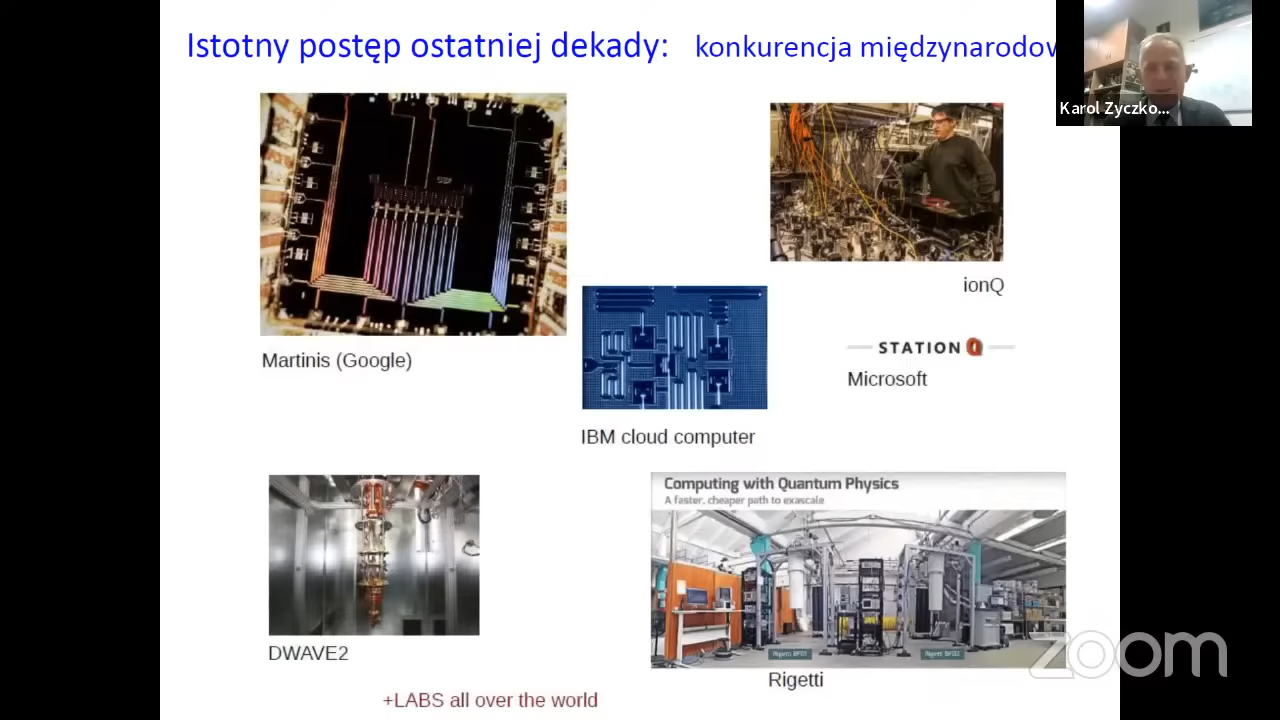 Istotny postęp ostatniej dekady: konkurencja międzynarodow
Karol Zyczko...
ionQ
Martinis (Google)
STATION Q
Microsoft
IBM cloud computer
Computing with Quantum Physics
A faster, cheaper path to exascale
DWAVE2
Rigetti
+LABS all over the world
zoom